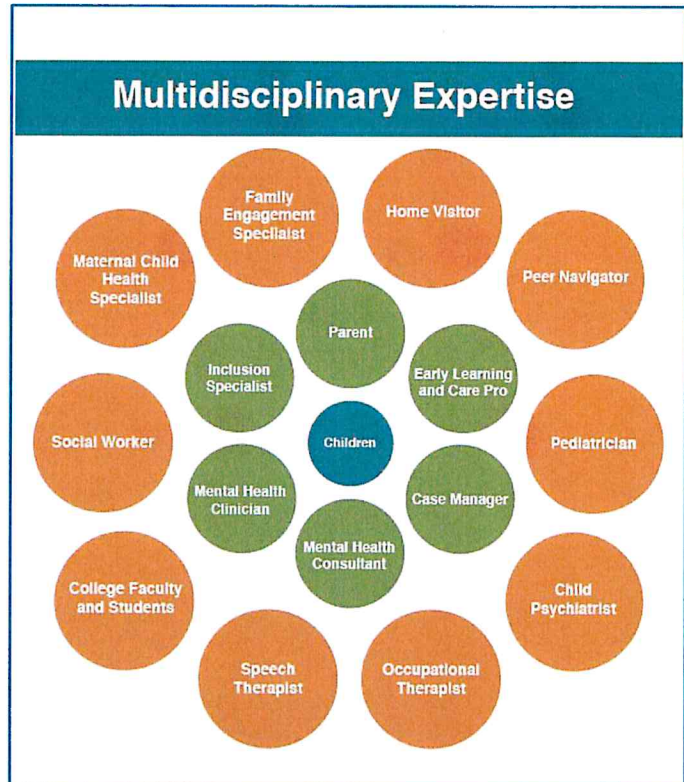 Multidisciplinary Expertise
Family
Engagement
Speciliaist
Home Visitor
Maternal Child
Health
Specialist
Peer Navigator
Parent
Inclusion
Specialist
Early Learning
and Care Pro
Social Worker
Children
Pediatrician
Mental Health
Clinician
Case Manager
Mental Health
Consultant
College Faculty
and Students
Child
Psychiatrist
Speech
Therapist
Occupational
Therapist